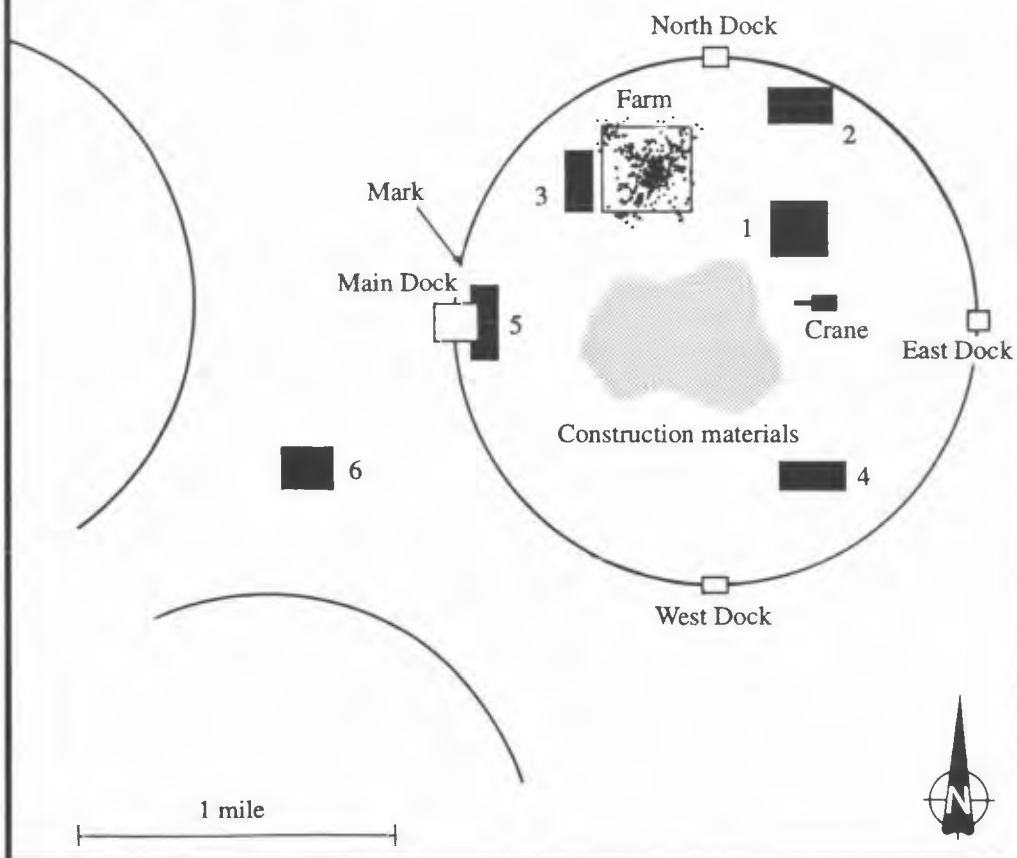 North Dock
Farm
2
3
Mark
1
Main Dock
5
Crane
East Dock
Construction materials
6
4
West Dock
1 mile
N